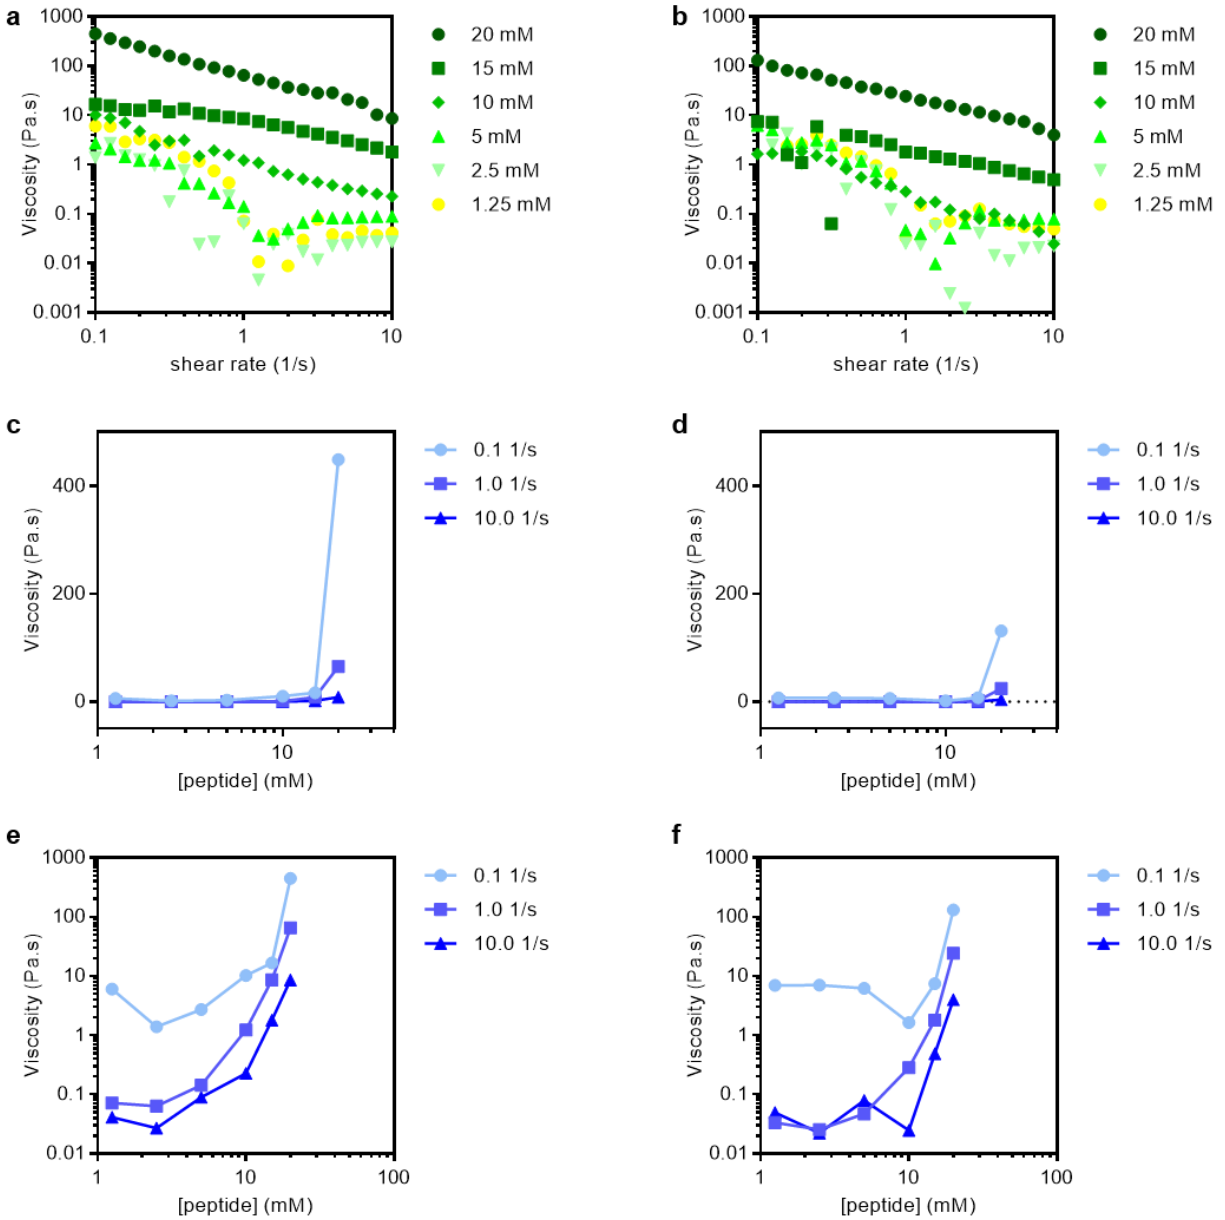 a
1000
100
10
1
0.1
0.01
0.001
Viscosity (Pa.s)
0.1 1 10
shear rate (1/s)
20 mM
15 mM
10 mM
5 mM
2.5 mM
1.25 mM
b
1000
100
10
1
0.1
0.01
0.001
Viscosity (Pa.s)
0.1 1 10
shear rate (1/s)
20 mM
15 mM
10 mM
5 mM
2.5 mM
1.25 mM
c
400
200
0
Viscosity (Pa.s)
1 10
[peptide] (mM)
0.1 1/s
1.0 1/s
10.0 1/s
d
400
200
0
Viscosity (Pa.s)
1 10
[peptide] (mM)
0.1 1/s
1.0 1/s
10.0 1/s
e
1000
100
10
1
0.1
0.01
Viscosity (Pa.s)
1 10 100
[peptide] (mM)
0.1 1/s
1.0 1/s
10.0 1/s
f
1000
100
10
1
0.1
0.01
Viscosity (Pa.s)
1 10 100
[peptide] (mM)
0.1 1/s
1.0 1/s
10.0 1/s